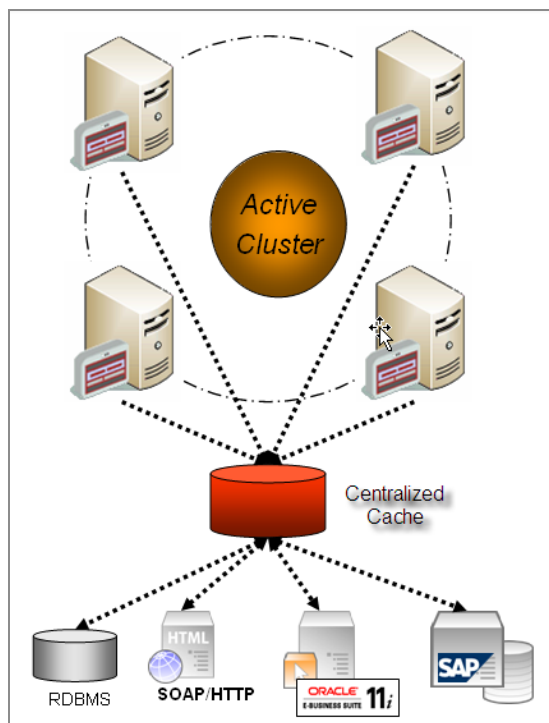 Active
Cluster
Centralized
Cache
HTML
RDBMS
SOAP/HTTP
ORACLE
E-BUSINESS SUITE 11i
SAP